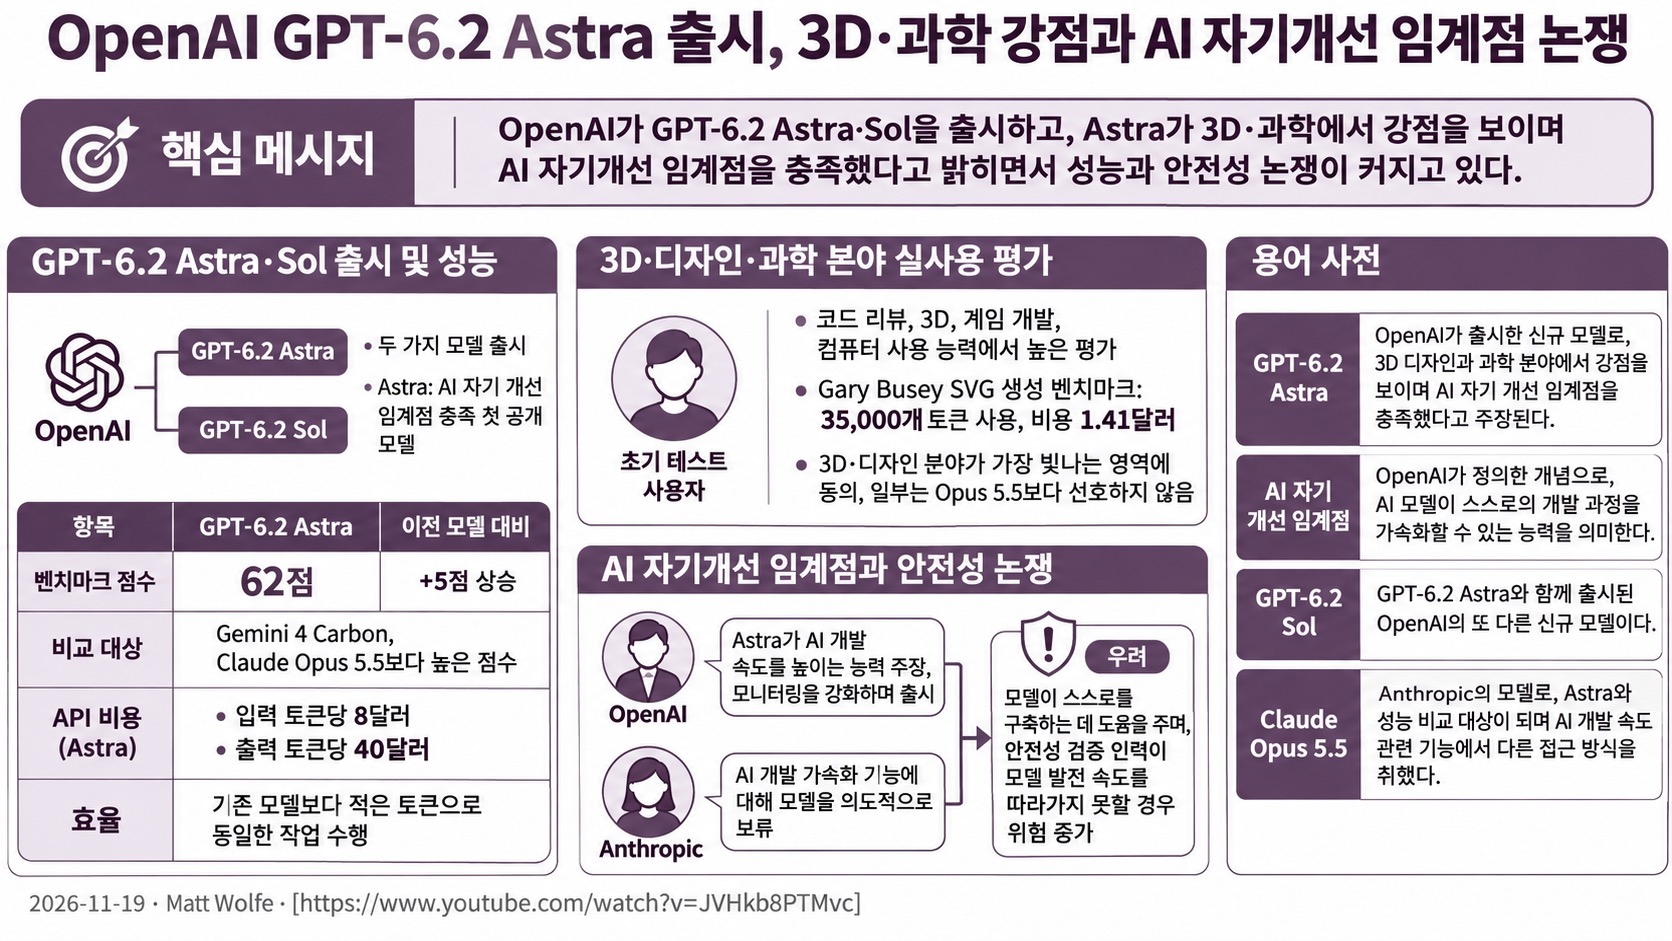 OpenAI GPT-6.2 Astra 출시, 3D·과학 강점과 AI 자기개선 임계점 논쟁
핵심 메시지
OpenAI가 GPT-6.2 Astra·Sol을 출시하고, Astra가 3D·과학에서 강점을 보이며
AI 자기개선 임계점을 충족했다고 밝히면서 성능과 안전성 논쟁이 커지고 있다.
GPT-6.2 Astra·Sol 출시 및 성능
OpenAI
GPT-6.2 Astra
GPT-6.2 Sol
• 두 가지 모델 출시
• Astra: AI 자기 개선
임계점 충족 첫 공개
모델
항목 GPT-6.2 Astra 이전 모델 대비
벤치마크 점수 62점 +5점 상승
비교 대상
Gemini 4 Carbon,
Claude Opus 5.5보다 높은 점수
API 비용
(Astra)
• 입력 토큰당 8달러
• 출력 토큰당 40달러
효율
기존 모델보다 적은 토큰으로
동일한 작업 수행
3D·디자인·과학 본야 실사용 평가
초기 테스트
사용자
• 코드 리뷰, 3D, 계임 개발,
컴퓨터 사용 능력에서 높은 평가
• Gary Busey SVG 생성 벤치마크:
35,000개 토큰 사용, 비용 1.41달러
• 3D·디자인 분야가 가장 빛나는 영역에
동의, 일부는 Opus 5.5보다 선호하지 않음
AI 자기개선 임계점과 안전성 논쟁
OpenAI
Astra가 AI 개발
속도를 높이는 능력 주장,
모니터링을 강화하며 출시
Anthropic
AI 개발 가속화 기능에
대해 모델을 의도적으로
보류
우려
모델이 스스로를
구축하는 데 도움을 주며,
안전성 검증 인력이
모델 발전 속도를
따라가지 못할 경우
위험 증가
용어 사전
GPT-6.2
Astra
OpenAI가 출시한 신규 모델로,
3D 디자인과 과학 분야에서 강점을
보이며 AI 자기 개선 임계점을
충족했다고 주장된다.
AI 자기
개선 임계점
OpenAI가 정의한 개념으로,
AI 모델이 스스로의 개발 과정을
가속화할 수 있는 능력을 의미한다.
GPT-6.2
Sol
GPT-6.2 Astra와 함께 출시된
OpenAI의 또 다른 신규 모델이다.
Claude
Opus 5.5
Anthropic의 모델로, Astra와
성능 비교 대상이 되며 AI 개발 속도
관련 기능에서 다른 접근 방식을
취했다.
2026-11-19 · Matt Wolfe · [https://www.youtube.com/watch?v=JVHkb8PTMvc]